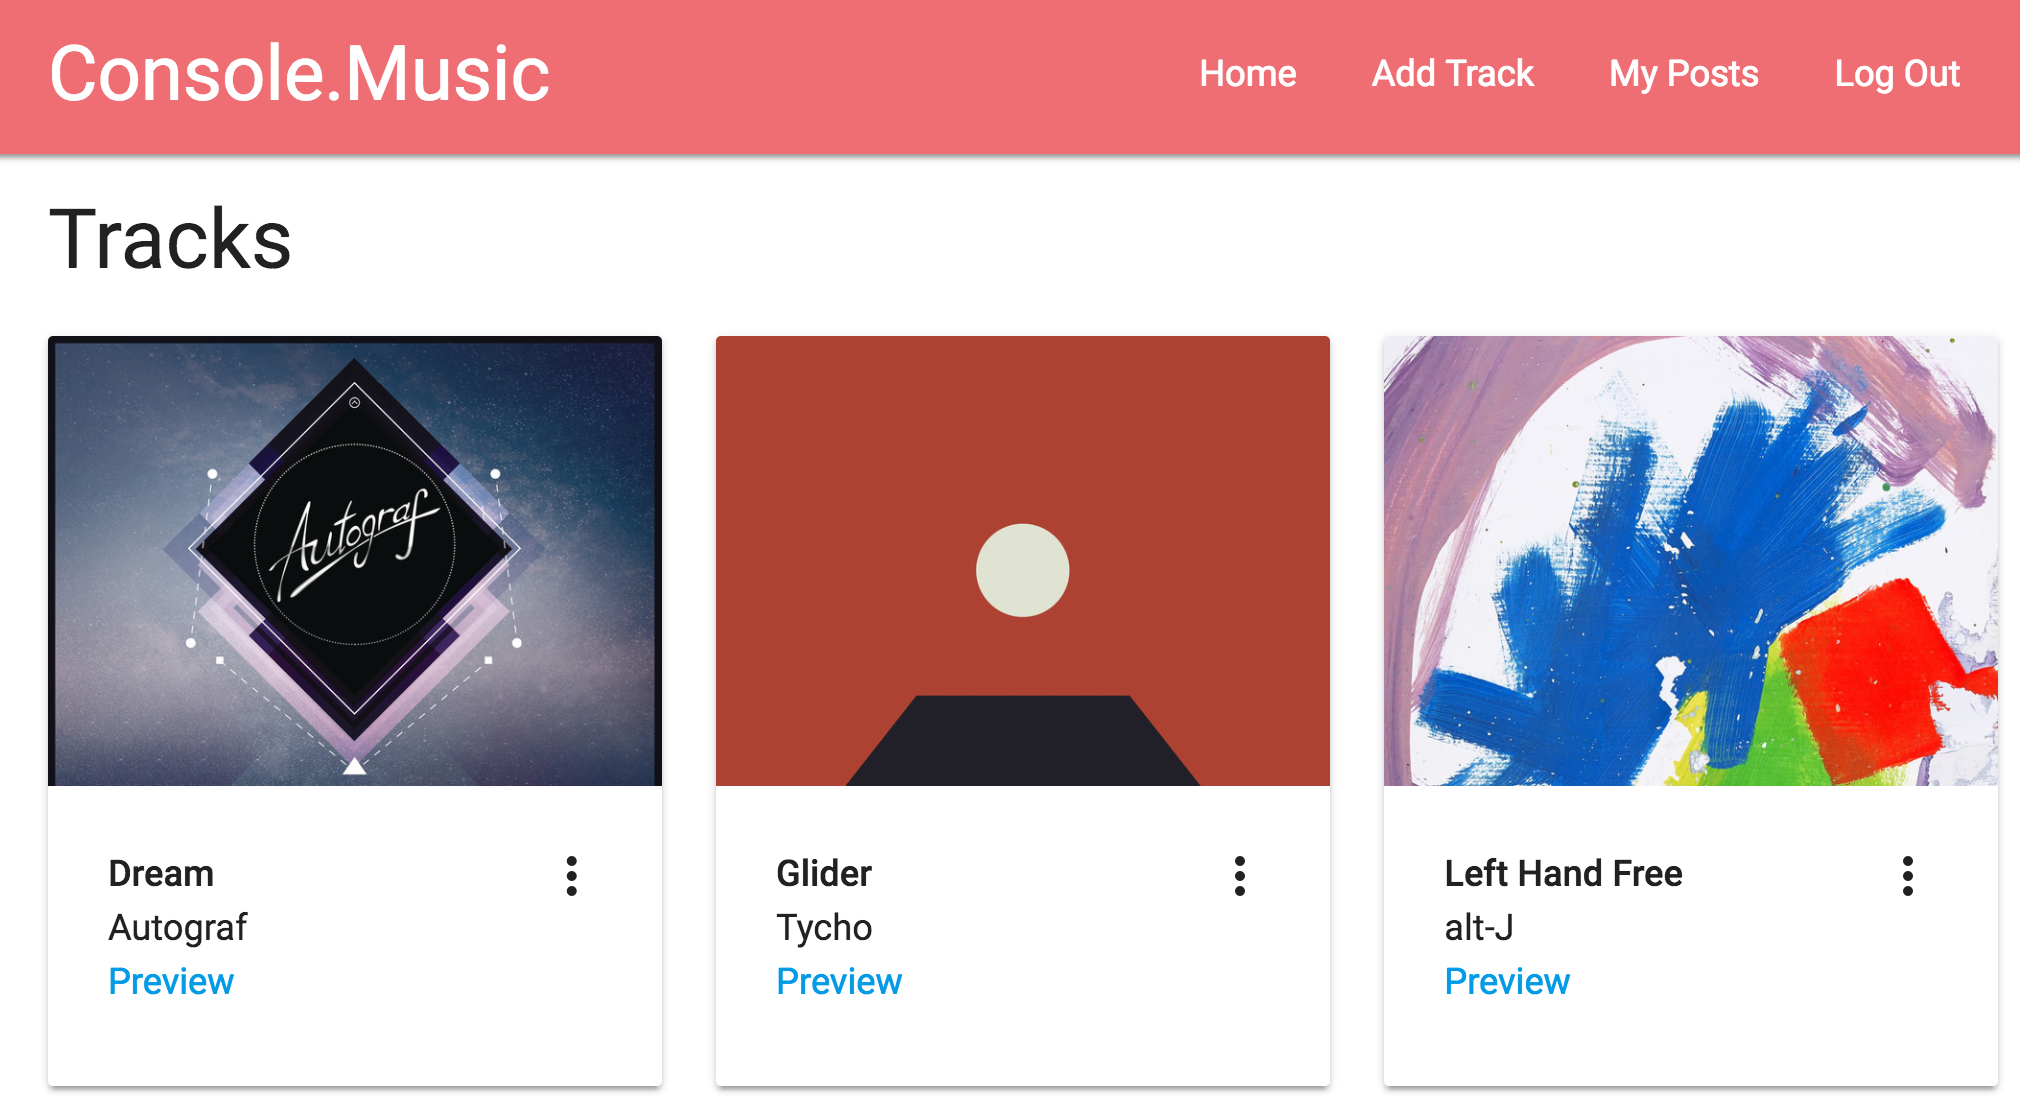 Console.Music
Home Add Track My Posts Log Out
Tracks
Autograf
Dream
Autograf
Preview
Glider
Tycho
Preview
Left Hand Free
alt-J
Preview